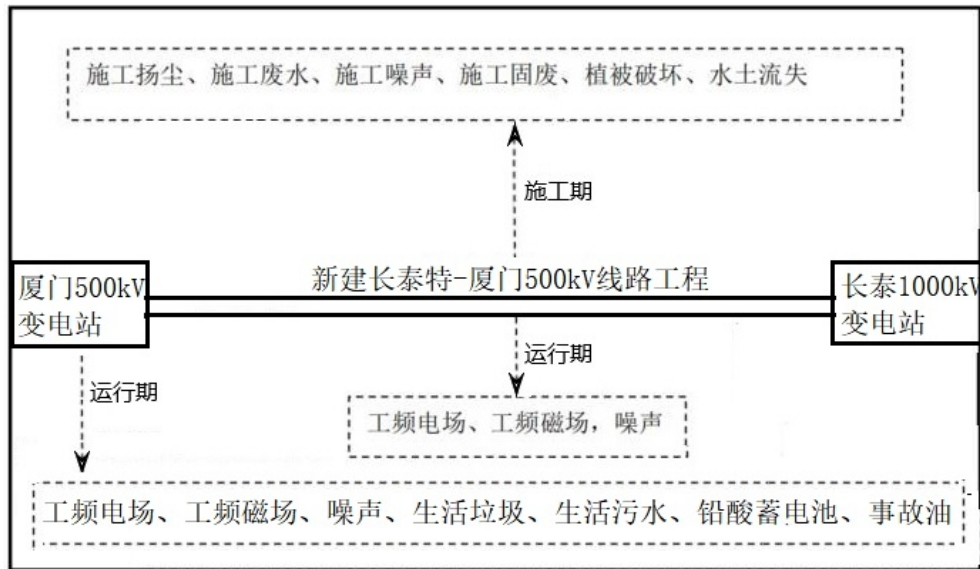 施工扬尘、施工废水、施工噪声、施工固废、植被破坏、水土流失
施工期
新建长泰特-厦门500kV线路工程
厦门500kV
变电站
长泰1000kV
变电站
运行期
运行期
工频电场、工频磁场,噪声
工频电场、工频磁场、噪声、生活垃圾、生活污水、铅酸蓄电池、事故油